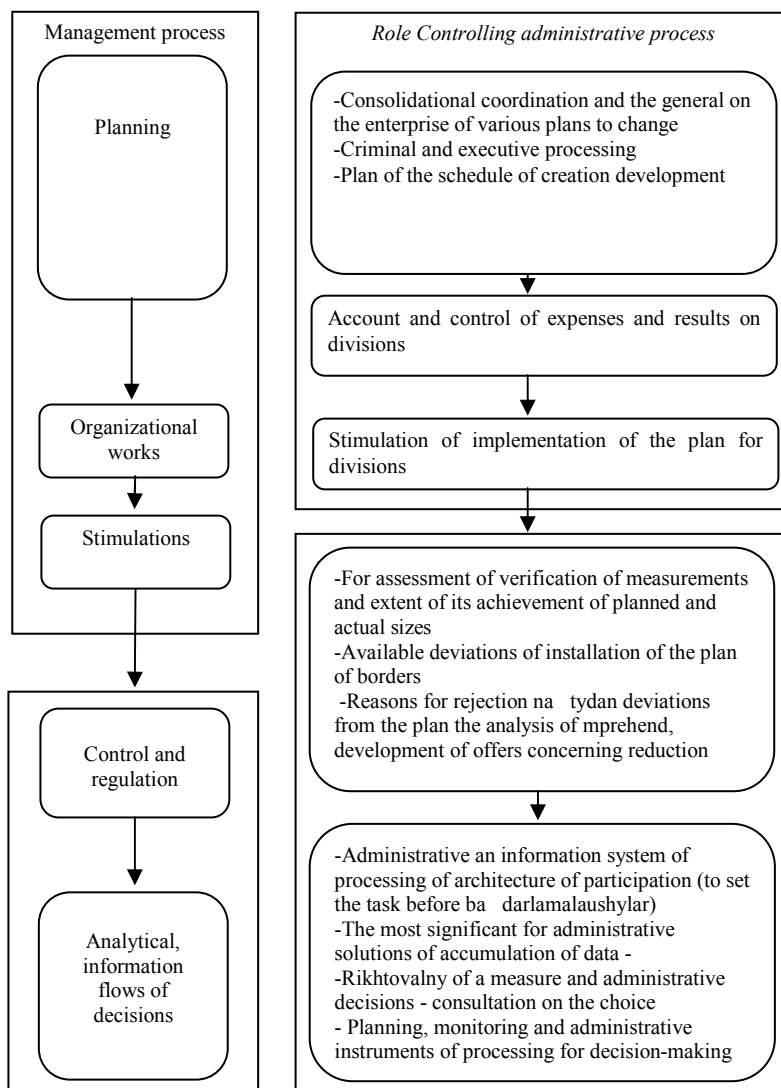 Management process
Planning
Organizational
works
Stimulations
Control and
regulation
Analytical,
information
flows of
decisions
Role Controlling administrative process
-Consolidational coordination and the general on
the enterprise of various plans to change
-Criminal and executive processing
-Plan of the schedule of creation development
Account and control of expenses and results on
divisions
Stimulation of implementation of the plan for
divisions
-For assessment of verification of measurements
and extent of its achievement of planned and
actual sizes
-Available deviations of installation of the plan
of borders
-Reasons for rejection na tydan deviations
from the plan the analysis of mprehend,
development of offers concerning reduction
-Administrative an information system of
processing of architecture of participation (to set
the task before ba darlamalaushylar)
-The most significant for administrative
solutions of accumulation of data -
-Rikhtovalny of a measure and administrative
decisions - consultation on the choice
- Planning, monitoring and administrative
instruments of processing for decision-making